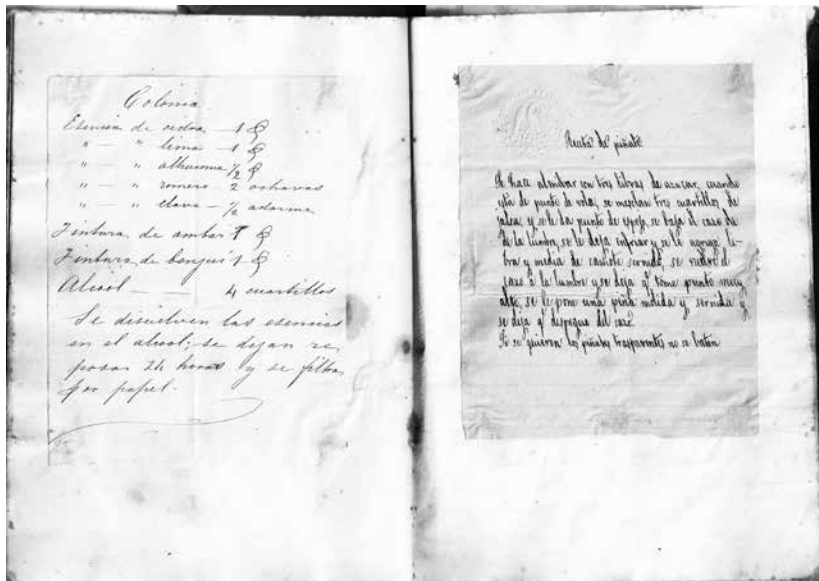 Colonia
Esencia de cedra — 1 ℥
" — " lima — 1 ℥
" — " alhucema ½ ℥
" — " romero 2 ochavas
" — " clavo — ½ adarme
Tintura de ambar 1 ℥
Tintura de benjui 1 ℥
Alcool — — 4 cuartillos
Se disuelven las esencias
en el alcool; se dejan re
posar 24 horas y se filtra
por papel.
Receta de piñate
Se hace almibar con tres libras de azucar, cuando
está de punto de vola, se mezclan tres cuartillos de
jalea, y se le da punto de espejo, se baja el caso de
de la lumbre, se le deja enfriar y se le agrega li-
bra y media de camote cernido, se vuelve el
caso á la lumbre y se deja q. tome punto muy
alto, se le pone una piña molida y cernida y
se deja q. despegue del caso.
Si se quieren los piñates trasparentes no se baten